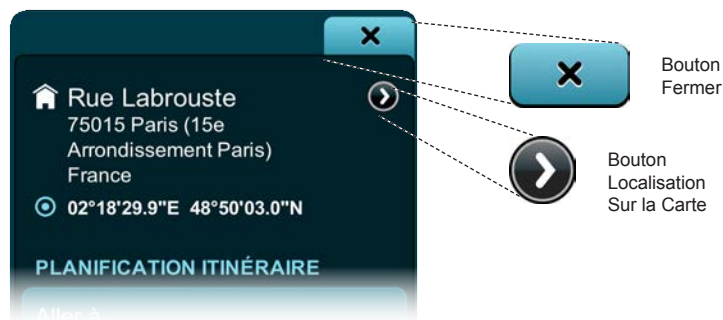 Rue Labrouste
75015 Paris (15e
Arrondissement Paris)
France
02°18'29.9"E 48°50'03.0"N
PLANIFICATION ITINÉRAIRE
Aller à
Bouton
Fermer
Bouton
Localisation
Sur la Carte